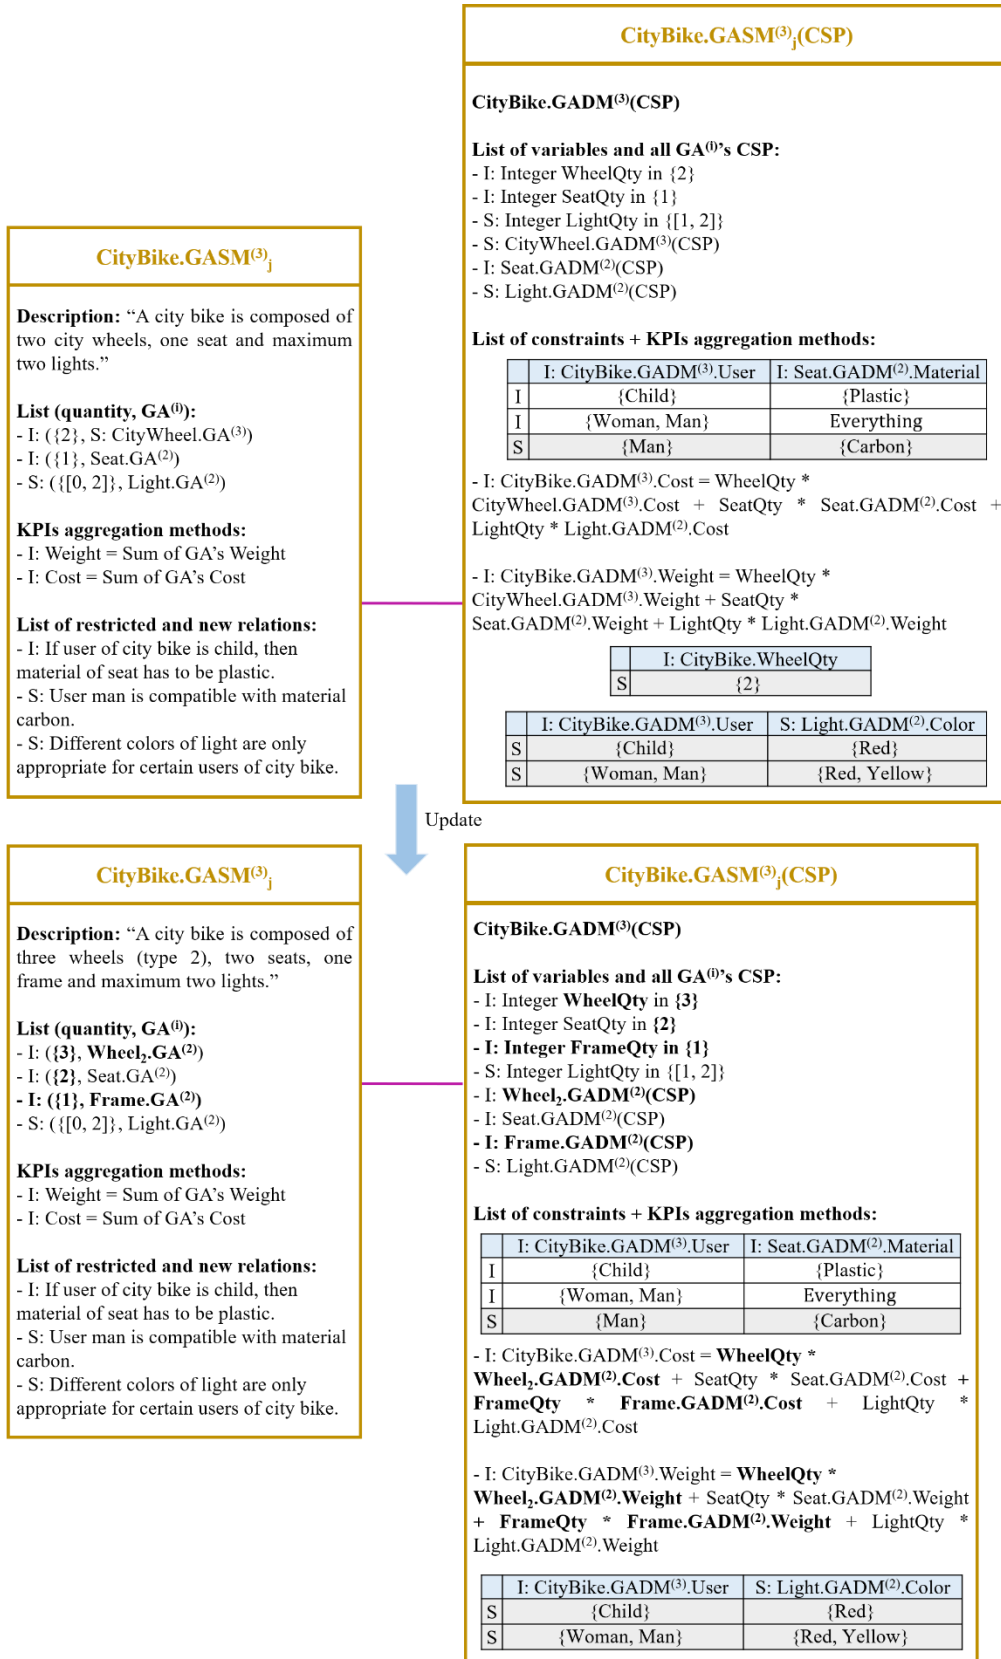 CityBike.GASM⁽³⁾ⱼ(CSP)
CityBike.GADM⁽³⁾(CSP)
List of variables and all GA⁽ⁱ⁾'s CSP:
- I: Integer WheelQty in {2}
- I: Integer SeatQty in {1}
- S: Integer LightQty in {[1, 2]}
- S: CityWheel.GADM⁽³⁾(CSP)
- I: Seat.GADM⁽²⁾(CSP)
- S: Light.GADM⁽²⁾(CSP)
List of constraints + KPIs aggregation methods:
I: CityBike.GADM⁽³⁾.User I: Seat.GADM⁽²⁾.Material
I {Child} {Plastic}
I {Woman, Man} Everything
S {Man} {Carbon}
- I: CityBike.GADM⁽³⁾.Cost = WheelQty *
CityWheel.GADM⁽³⁾.Cost + SeatQty * Seat.GADM⁽²⁾.Cost +
LightQty * Light.GADM⁽²⁾.Cost
- I: CityBike.GADM⁽³⁾.Weight = WheelQty *
CityWheel.GADM⁽³⁾.Weight + SeatQty *
Seat.GADM⁽²⁾.Weight + LightQty * Light.GADM⁽²⁾.Weight
I: CityBike.WheelQty
S {2}
I: CityBike.GADM⁽³⁾.User S: Light.GADM⁽²⁾.Color
S {Child} {Red}
S {Woman, Man} {Red, Yellow}
CityBike.GASM⁽³⁾ⱼ
Description: “A city bike is composed of
two city wheels, one seat and maximum
two lights.”
List (quantity, GA⁽ⁱ⁾):
- I: ({2}, S: CityWheel.GA⁽³⁾)
- I: ({1}, Seat.GA⁽²⁾)
- S: ({[0, 2]}, Light.GA⁽²⁾)
KPIs aggregation methods:
- I: Weight = Sum of GA's Weight
- I: Cost = Sum of GA's Cost
List of restricted and new relations:
- I: If user of city bike is child, then
material of seat has to be plastic.
- S: User man is compatible with material
carbon.
- S: Different colors of light are only
appropriate for certain users of city bike.
Update
CityBike.GASM⁽³⁾ⱼ
Description: “A city bike is composed of
three wheels (type 2), two seats, one
frame and maximum two lights.”
List (quantity, GA⁽ⁱ⁾):
- I: ({3}, Wheel₂.GA⁽²⁾)
- I: ({2}, Seat.GA⁽²⁾)
- I: ({1}, Frame.GA⁽²⁾)
- S: ({[0, 2]}, Light.GA⁽²⁾)
KPIs aggregation methods:
- I: Weight = Sum of GA's Weight
- I: Cost = Sum of GA's Cost
List of restricted and new relations:
- I: If user of city bike is child, then
material of seat has to be plastic.
- S: User man is compatible with material
carbon.
- S: Different colors of light are only
appropriate for certain users of city bike.
CityBike.GASM⁽³⁾ⱼ(CSP)
CityBike.GADM⁽³⁾(CSP)
List of variables and all GA⁽ⁱ⁾'s CSP:
- I: Integer WheelQty in {3}
- I: Integer SeatQty in {2}
- I: Integer FrameQty in {1}
- S: Integer LightQty in {[1, 2]}
- I: Wheel₂.GADM⁽²⁾(CSP)
- I: Seat.GADM⁽²⁾(CSP)
- I: Frame.GADM⁽²⁾(CSP)
- S: Light.GADM⁽²⁾(CSP)
List of constraints + KPIs aggregation methods:
I: CityBike.GADM⁽³⁾.User I: Seat.GADM⁽²⁾.Material
I {Child} {Plastic}
I {Woman, Man} Everything
S {Man} {Carbon}
- I: CityBike.GADM⁽³⁾.Cost = WheelQty *
Wheel₂.GADM⁽²⁾.Cost + SeatQty * Seat.GADM⁽²⁾.Cost +
FrameQty * Frame.GADM⁽²⁾.Cost + LightQty *
Light.GADM⁽²⁾.Cost
- I: CityBike.GADM⁽³⁾.Weight = WheelQty *
Wheel₂.GADM⁽²⁾.Weight + SeatQty * Seat.GADM⁽²⁾.Weight
+ FrameQty * Frame.GADM⁽²⁾.Weight + LightQty *
Light.GADM⁽²⁾.Weight
I: CityBike.GADM⁽³⁾.User S: Light.GADM⁽²⁾.Color
S {Child} {Red}
S {Woman, Man} {Red, Yellow}